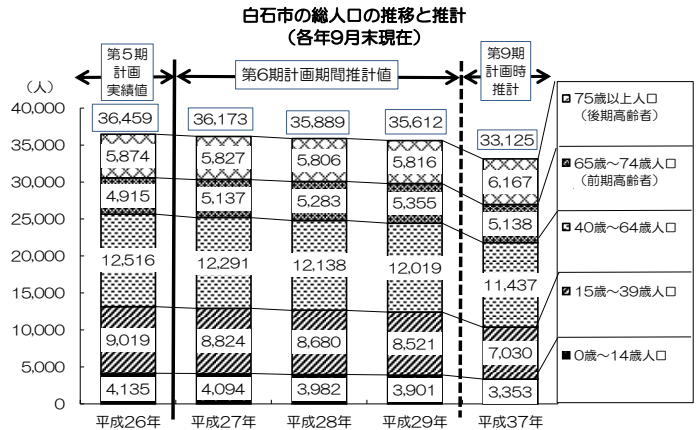 白石市の総人口の推移と推計
（各年9月末現在）
第5期
計画
実績値
第6期計画期間推計値
第9期
計画時
推計
（人）
40,000
35,000
30,000
25,000
20,000
15,000
10,000
5,000
0
36,459
5,874
4,915
12,516
9,019
4,135
36,173
5,827
5,137
12,291
8,824
4,094
35,889
5,806
5,283
12,138
8,680
3,982
35,612
5,816
5,355
12,019
8,521
3,901
33,125
6,167
5,138
11,437
7,030
3,353
平成26年
平成27年
平成28年
平成29年
平成37年
75歳以上人口
（後期高齢者）
65歳～74歳人口
（前期高齢者）
40歳～64歳人口
15歳～39歳人口
0歳～14歳人口